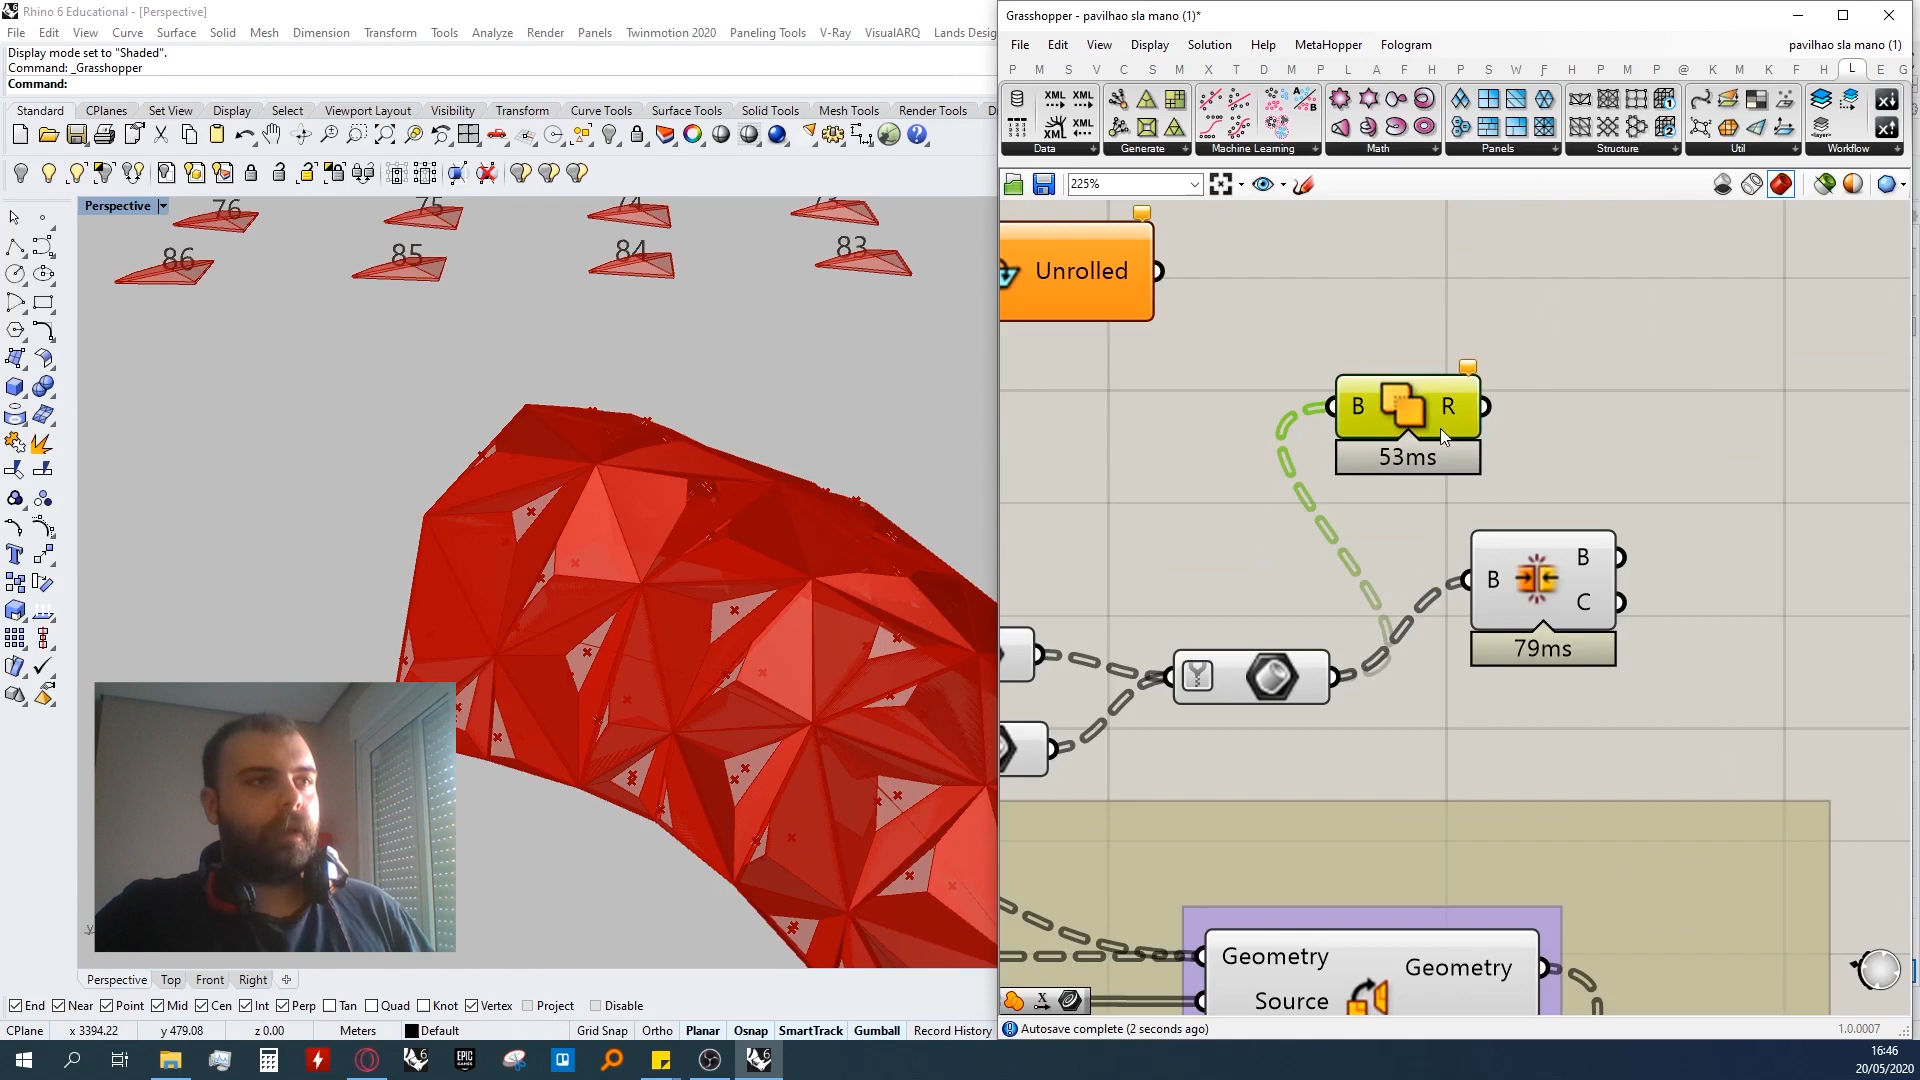 Rhino 6 Educational - [Perspective]
File Edit View Curve Surface Solid Mesh Dimension Transform Tools Analyze Render Panels Twinmotion 2020 Paneling Tools V-Ray VisualARQ Lands Desig
Display mode set to "Shaded".
Command: _Grasshopper
Command:
Standard CPlanes Set View Display Select Viewport Layout Visibility Transform Curve Tools Surface Tools Solid Tools Mesh Tools Render Tools D
Perspective
76 75 74
86 85 84 83
Perspective Top Front Right
End Near Point Mid Cen Int Perp Tan Quad Knot Vertex Project Disable
CPlane x 3394.22 y 479.08 z 0.00 Meters Default Grid Snap Ortho Planar Osnap SmartTrack Gumball Record History
Grasshopper - pavilhao sla mano (1)*
File Edit View Display Solution Help MetaHopper Fologram pavilhao sla mano (1)
P M S V C S M X T D M P L A F H P S W F H P M P @ K M K F H L E G
XML XML
XML XML
Data Generate Machine Learning Math Panels Structure Util Workflow
225%
Unrolled
B R
53ms
B B
C
79ms
Geometry Geometry
Source
X
Autosave complete (2 seconds ago) 1.0.0007
16:46
20/05/2020